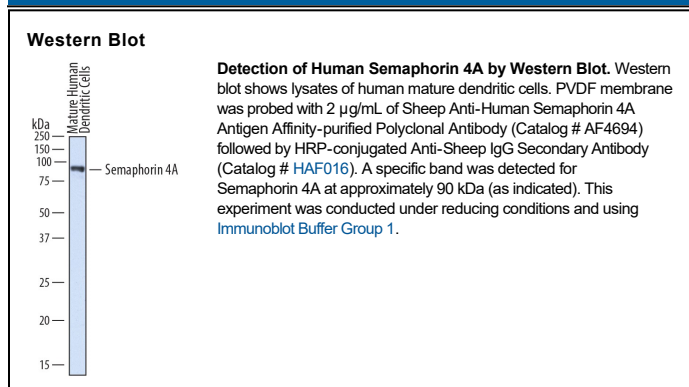 Western Blot
Mature Human
Dendritic Cells
kDa
250
150
100
75
50
37
25
20
15
Semaphorin 4A
Detection of Human Semaphorin 4A by Western Blot. Western
blot shows lysates of human mature dendritic cells. PVDF membrane
was probed with 2 µg/mL of Sheep Anti-Human Semaphorin 4A
Antigen Affinity-purified Polyclonal Antibody (Catalog # AF4694)
followed by HRP-conjugated Anti-Sheep IgG Secondary Antibody
(Catalog # HAF016). A specific band was detected for
Semaphorin 4A at approximately 90 kDa (as indicated). This
experiment was conducted under reducing conditions and using
Immunoblot Buffer Group 1.